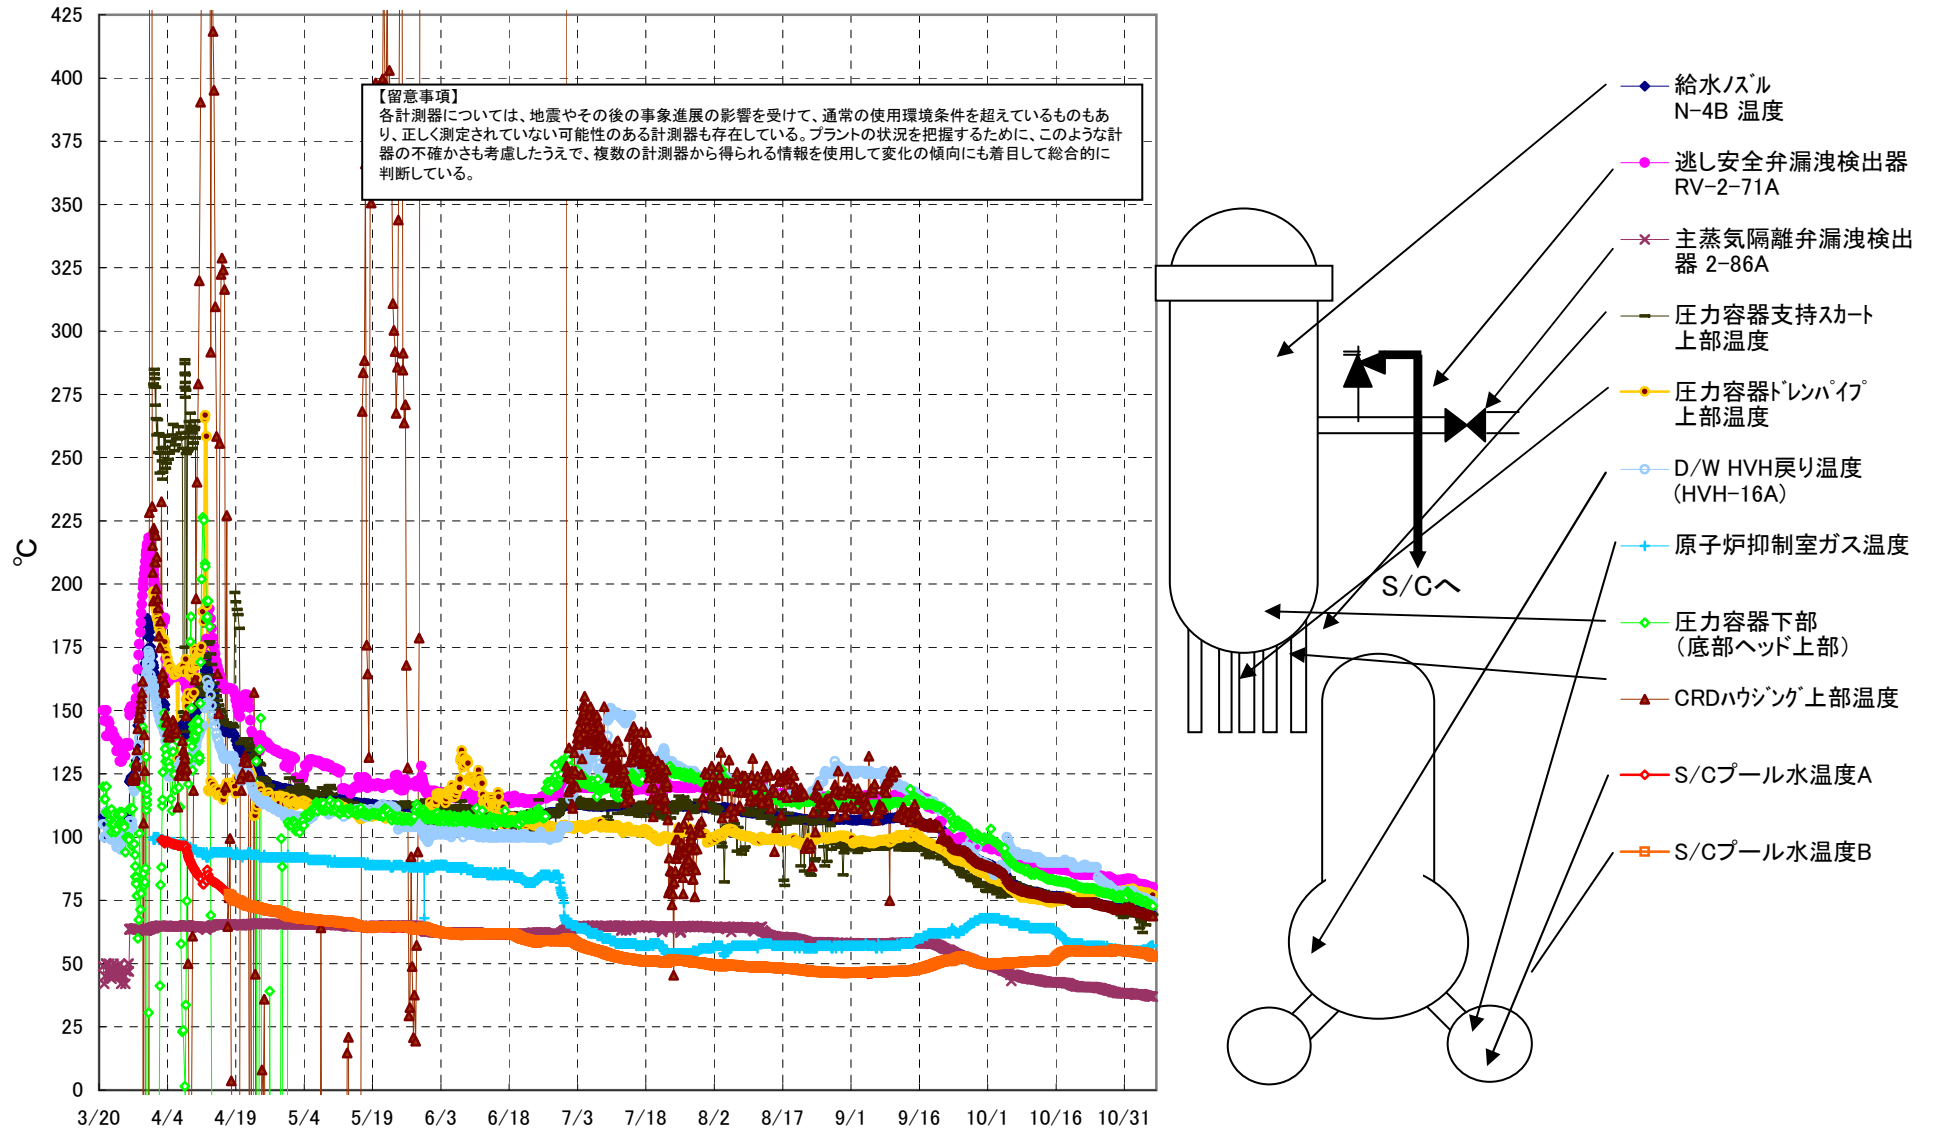 425
400
375
350
325
300
275
250
225
200
175
150
125
100
75
50
25
0
℃
3/20 4/4 4/19 5/4 5/19 6/3 6/18 7/3 7/18 8/2 8/17 9/1 9/16 10/1 10/16 10/31
【留意事項】
各計測器については、地震やその後の事象進展の影響を受けて、通常の使用環境条件を超えているものもあ
り、正しく測定されていない可能性のある計測器も存在している。プラントの状況を把握するために、このような計
器の不確かさも考慮したうえで、複数の計測器から得られる情報を使用して変化の傾向にも着目して総合的に
判断している。
S/Cへ
給水ﾉｽﾞﾙ
N-4B 温度
逃し安全弁漏洩検出器
RV-2-71A
主蒸気隔離弁漏洩検出
器 2-86A
圧力容器支持ｽｶｰﾄ
上部温度
圧力容器ﾄﾞﾚﾝﾊﾟｲﾌﾟ
上部温度
D/W HVH戻り温度
(HVH-16A)
原子炉抑制室ガス温度
圧力容器下部
（底部ヘッド上部）
CRDﾊｳｼﾞﾝｸﾞ上部温度
S/Cプール水温度A
S/Cプール水温度B